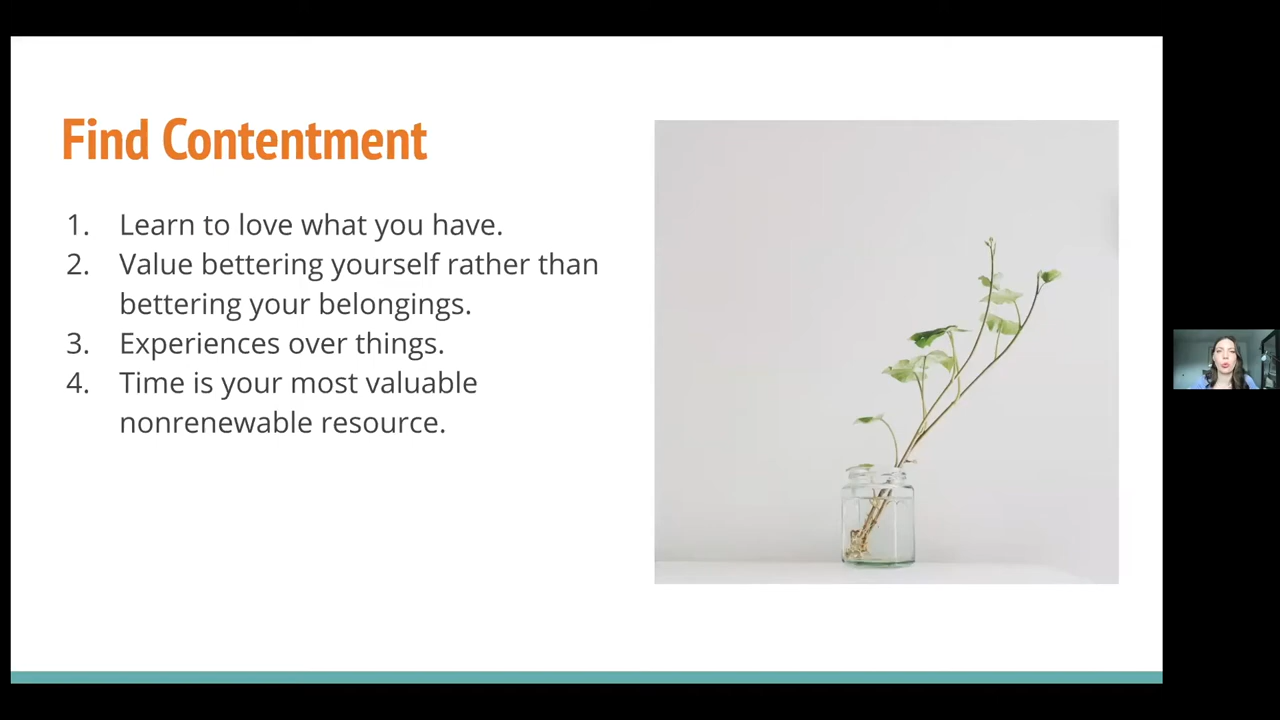 Find Contentment
1. Learn to love what you have.
2. Value bettering yourself rather than
bettering your belongings.
3. Experiences over things.
4. Time is your most valuable
nonrenewable resource.